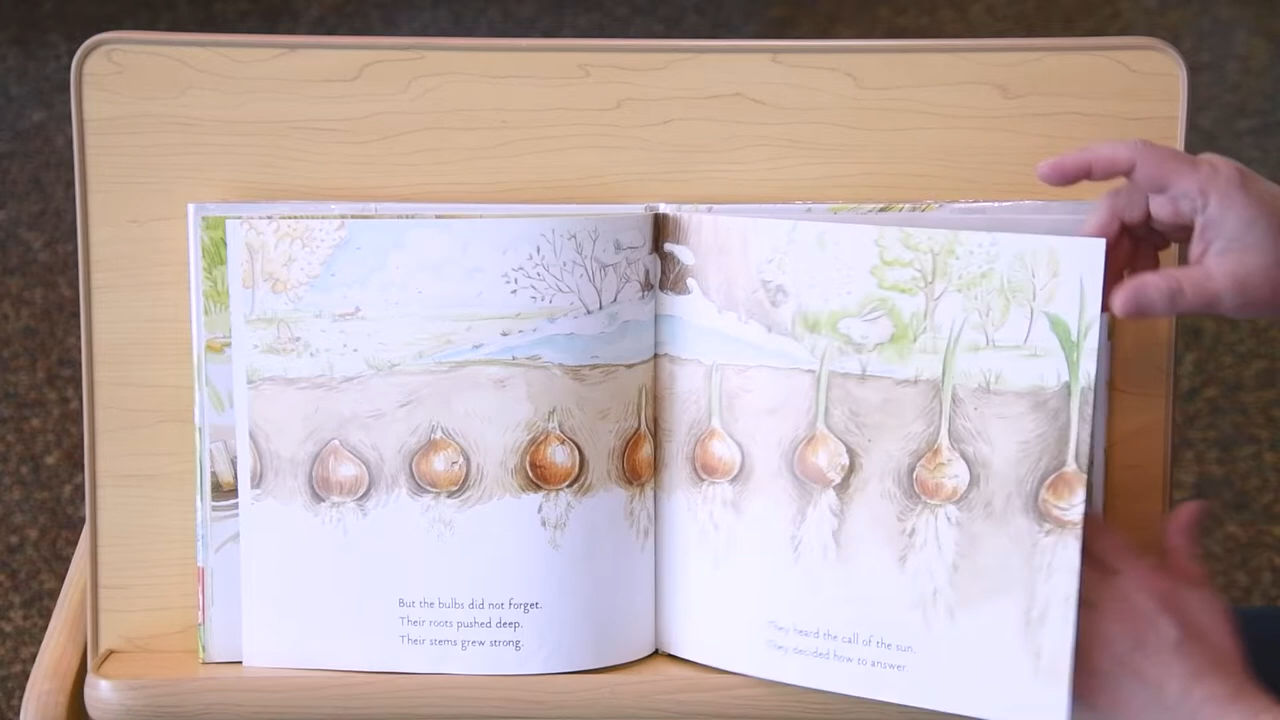 But the bulbs did not forget.
Their roots pushed deep.
Their stems grew strong.
They heard the call of the sun.
They decided how to answer.